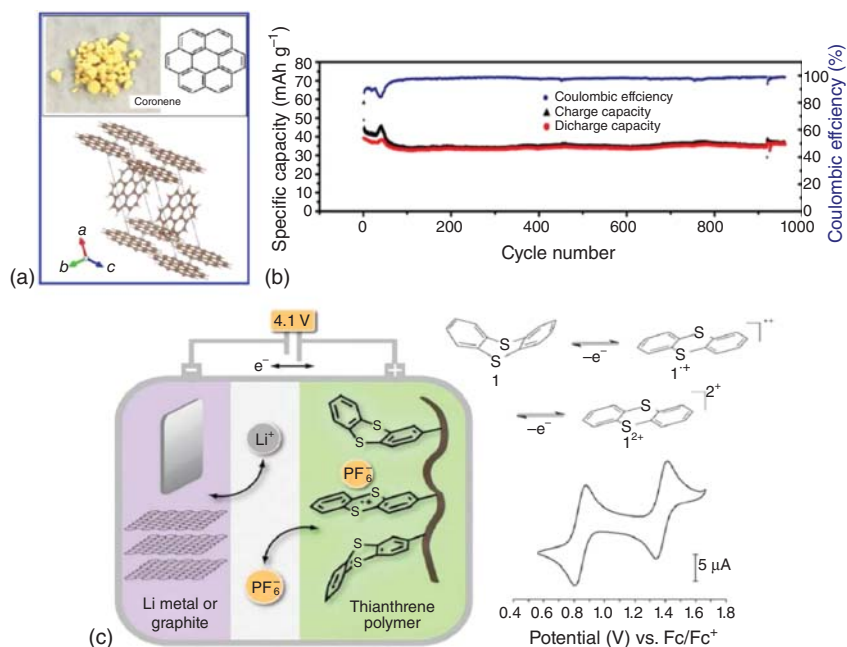 Coronene
a
b
c
(a)
Specific capacity (mAh g⁻¹)
80
70
60
50
40
30
20
10
0
Coulombic effciency
Charge capacity
Dicharge capacity
100
80
60
40
20
0
Coulomic effciency (%)
0 200 400 600 800 1000
Cycle number
(b)
4.1 V
e⁻
Li⁺
PF₆⁻
PF₆⁻
S
S
S
S
·+
S
S
Li metal or
graphite
Thianthrene
polymer
(c)
S
S
1
–e⁻
S
S
1·+
·+
–e⁻
S
S
1²⁺
2+
5 μA
0.4 0.6 0.8 1.0 1.2 1.4 1.6 1.8
Potential (V) vs. Fc/Fc⁺